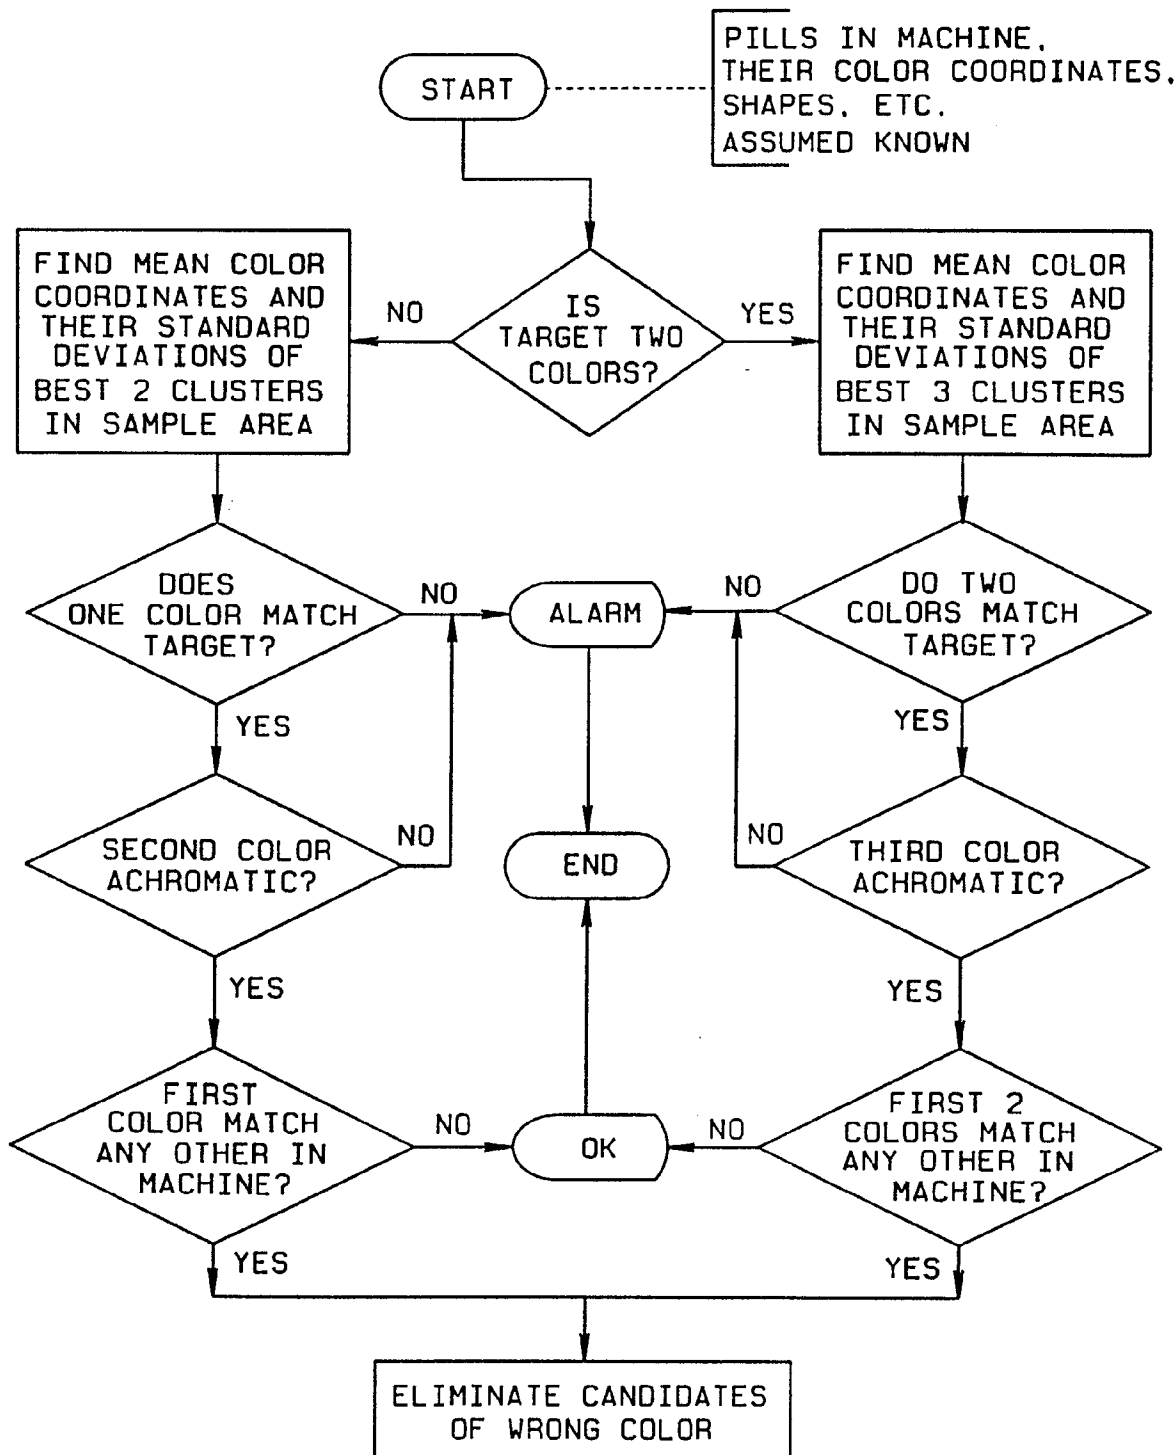 START
PILLS IN MACHINE,
THEIR COLOR COORDINATES,
SHAPES, ETC.
ASSUMED KNOWN
IS
TARGET TWO
COLORS?
NO
YES
FIND MEAN COLOR
COORDINATES AND
THEIR STANDARD
DEVIATIONS OF
BEST 2 CLUSTERS
IN SAMPLE AREA
FIND MEAN COLOR
COORDINATES AND
THEIR STANDARD
DEVIATIONS OF
BEST 3 CLUSTERS
IN SAMPLE AREA
DOES
ONE COLOR MATCH
TARGET?
NO
ALARM
NO
DO TWO
COLORS MATCH
TARGET?
YES
YES
SECOND COLOR
ACHROMATIC?
NO
END
NO
THIRD COLOR
ACHROMATIC?
YES
YES
FIRST
COLOR MATCH
ANY OTHER IN
MACHINE?
NO
OK
NO
FIRST 2
COLORS MATCH
ANY OTHER IN
MACHINE?
YES
YES
ELIMINATE CANDIDATES
OF WRONG COLOR